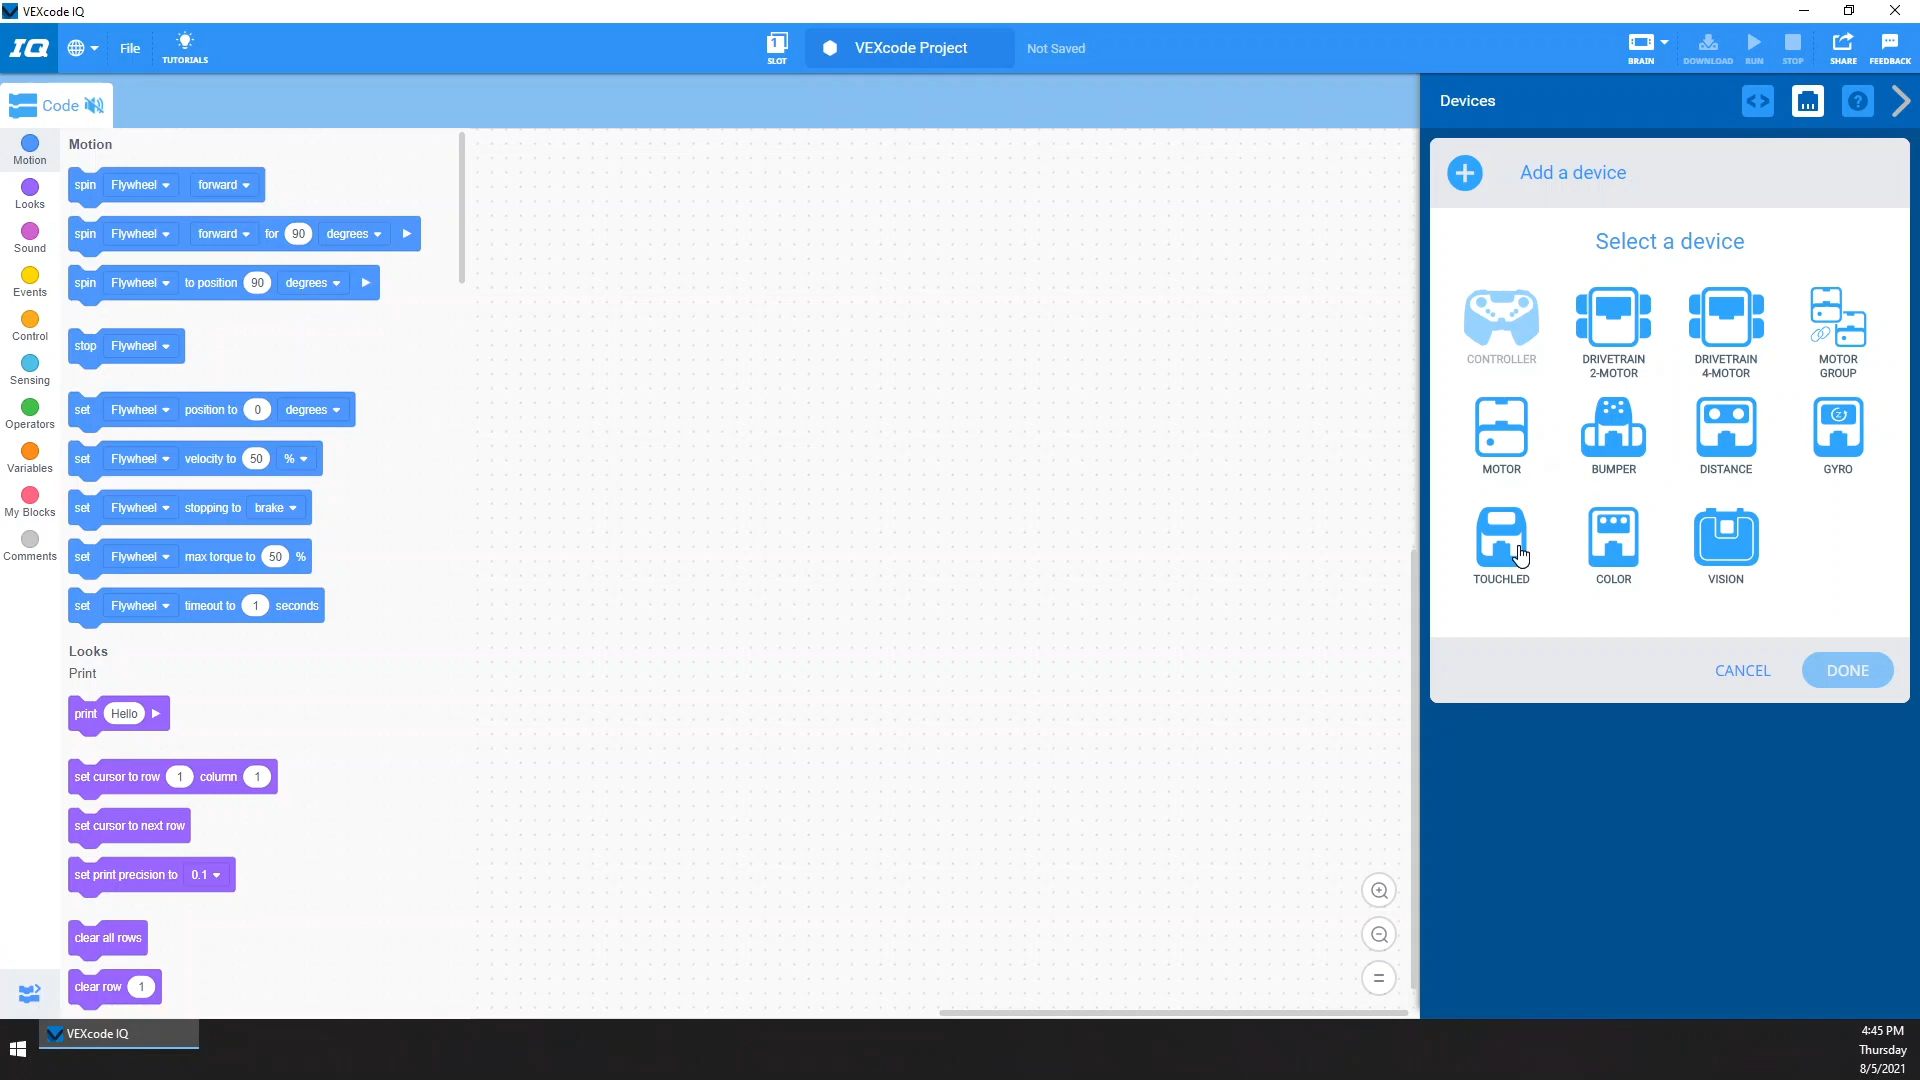 VEXcode IQ
IQ
File
TUTORIALS
1
SLOT
VEXcode Project
Not Saved
BRAIN
DOWNLOAD
RUN
STOP
SHARE
FEEDBACK
Code
Devices
<>
?
Motion
Looks
Sound
Events
Control
Sensing
Operators
Variables
My Blocks
Comments
Motion
spin Flywheel forward
spin Flywheel forward for 90 degrees
spin Flywheel to position 90 degrees
stop Flywheel
set Flywheel position to 0 degrees
set Flywheel velocity to 50 %
set Flywheel stopping to brake
set Flywheel max torque to 50 %
set Flywheel timeout to 1 seconds
Looks
Print
print Hello
set cursor to row 1 column 1
set cursor to next row
set print precision to 0.1
clear all rows
clear row 1
Add a device
Select a device
CONTROLLER
DRIVETRAIN
2-MOTOR
DRIVETRAIN
4-MOTOR
MOTOR
GROUP
MOTOR
BUMPER
DISTANCE
GYRO
TOUCHLED
COLOR
VISION
CANCEL
DONE
VEXcode IQ
4:45 PM
Thursday
8/5/2021